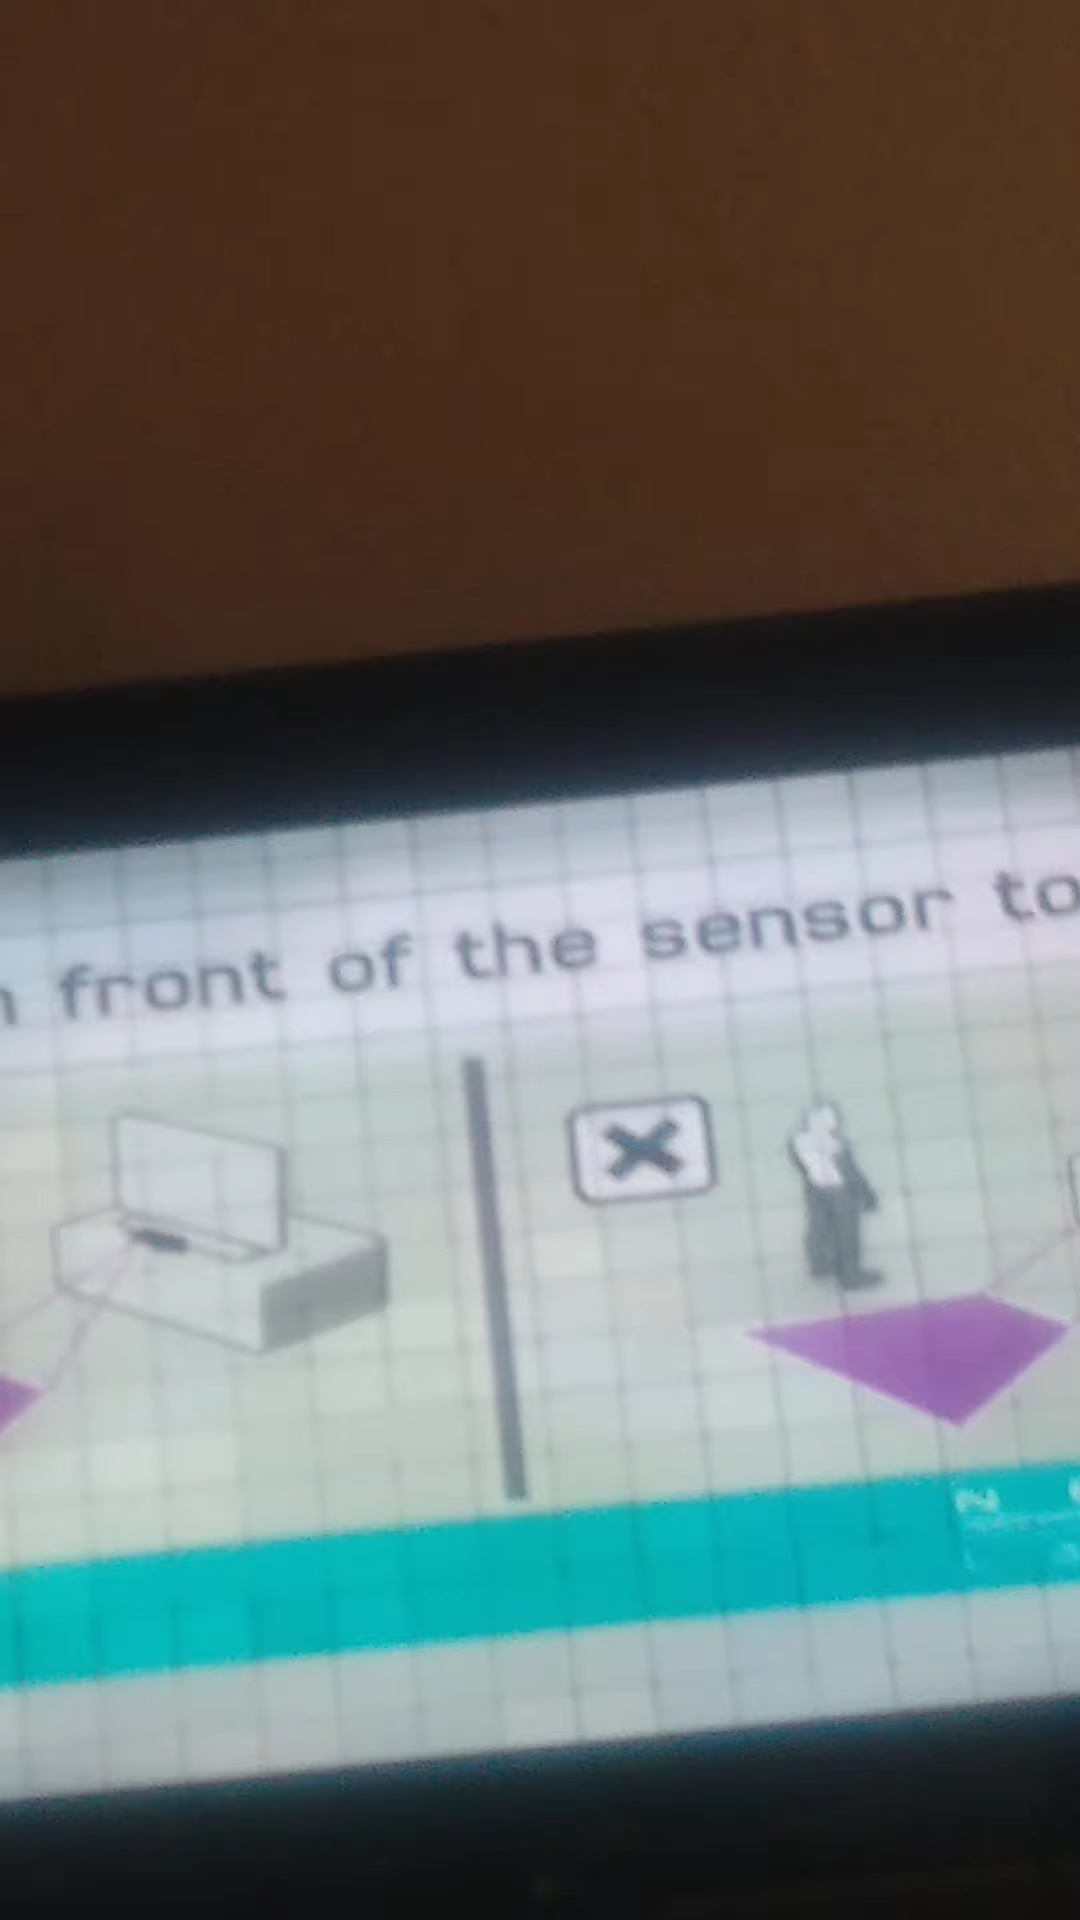 front of the sensor to